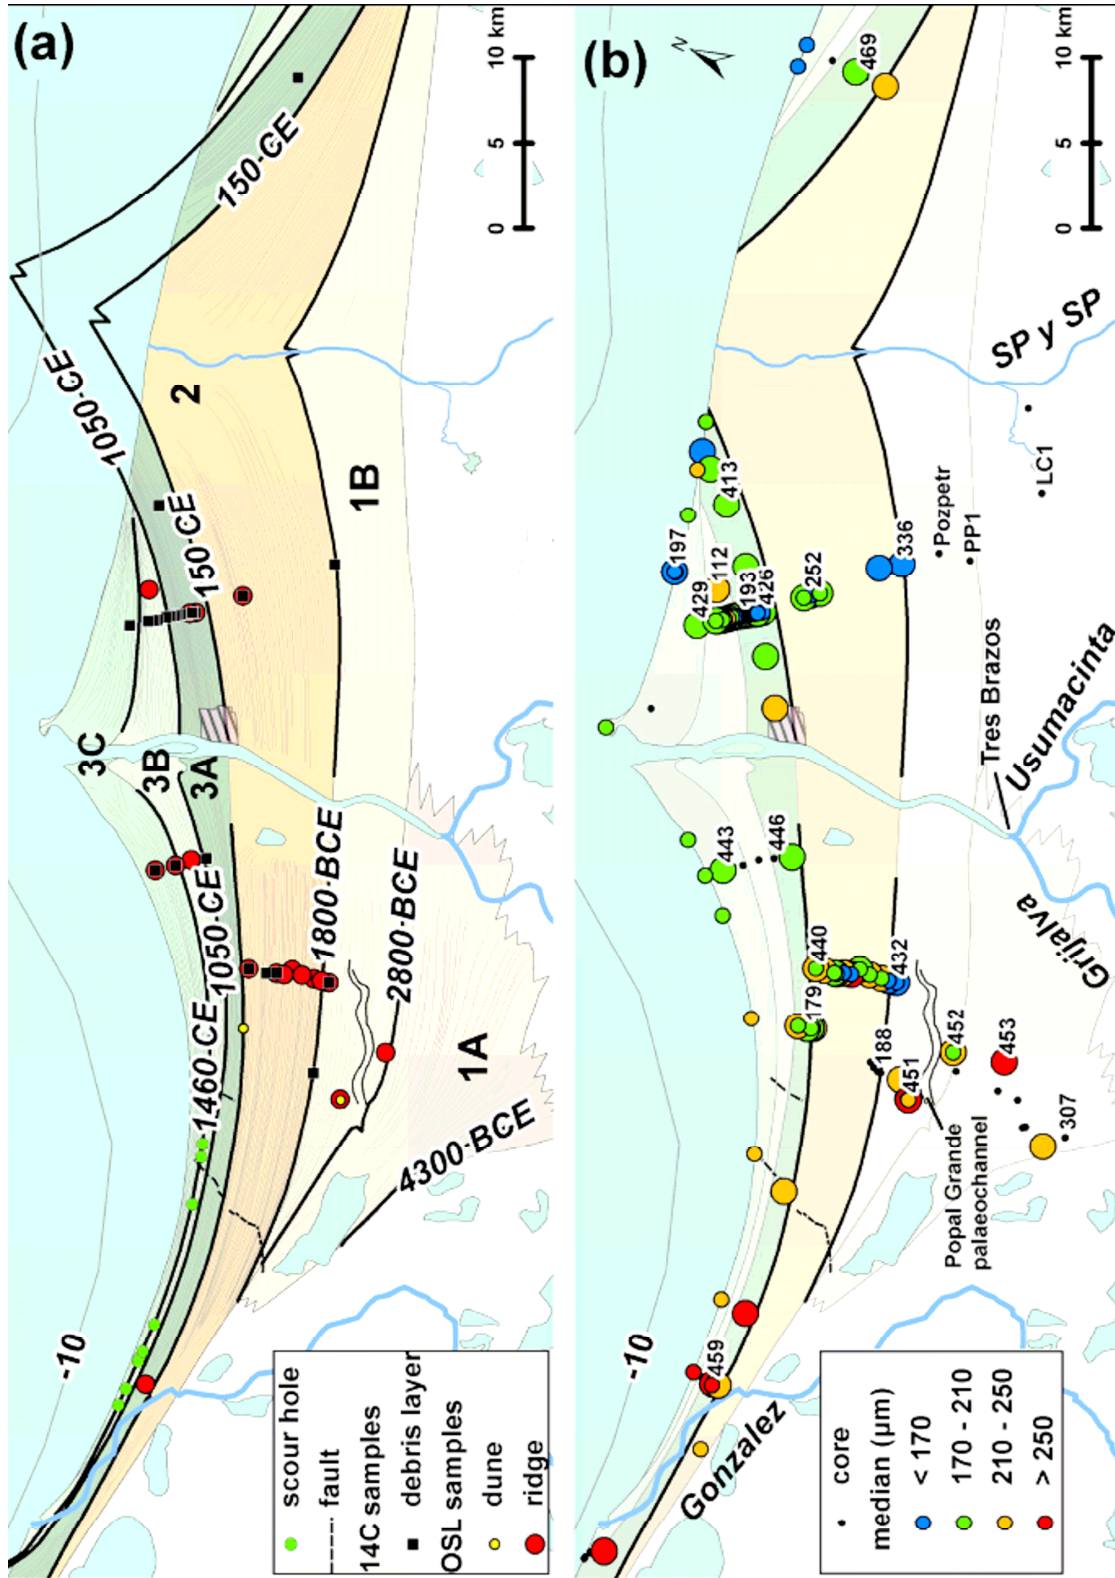 (a)
0 5 10 km
150-CE
1050-CE
2
150-CE
1B
3C
3B
3A
1460-CE
1050-CE
1800-BCE
2800-BCE
4300-BCE
1A
-10
scour hole
fault
14C samples
debris layer
OSL samples
dune
ridge
(b)
N
0 5 10 km
469
SP y SP
LC1
Pozpetr
PP1
413
197
112
429
193
426
252
336
Tres Brazos
Usumacinta
Grijalva
443
446
440
432
179
188
451
452
453
307
Popal Grande
palaeochannel
459
Gonzalez
-10
core
median (µm)
< 170
170 - 210
210 - 250
> 250